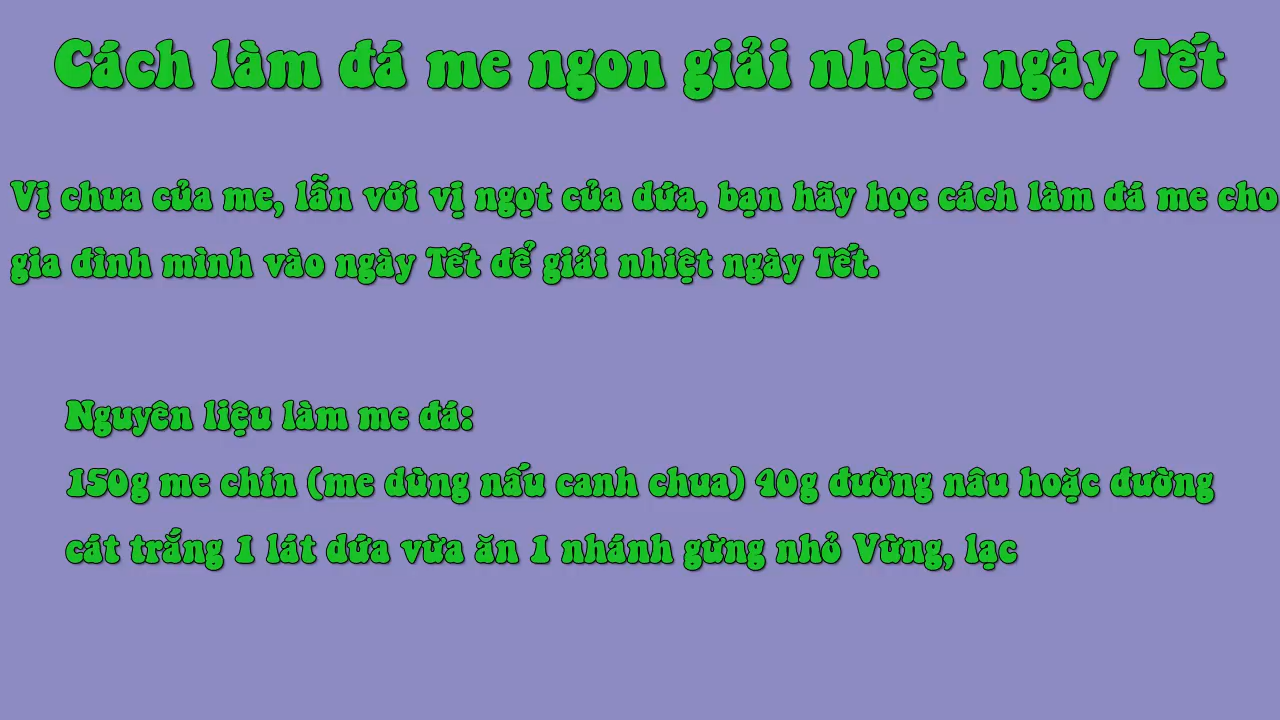 Cách làm đá me ngon giải nhiệt ngày Tết
Vị chua của me, lẫn với vị ngọt của dứa, bạn hãy học cách làm đá me cho
gia đình mình vào ngày Tết để giải nhiệt ngày Tết.
Nguyên liệu làm me đá:
150g me chín (me dùng nấu canh chua) 40g đường nâu hoặc đường
cát trắng 1 lát dứa vừa ăn 1 nhánh gừng nhỏ Vừng, lạc